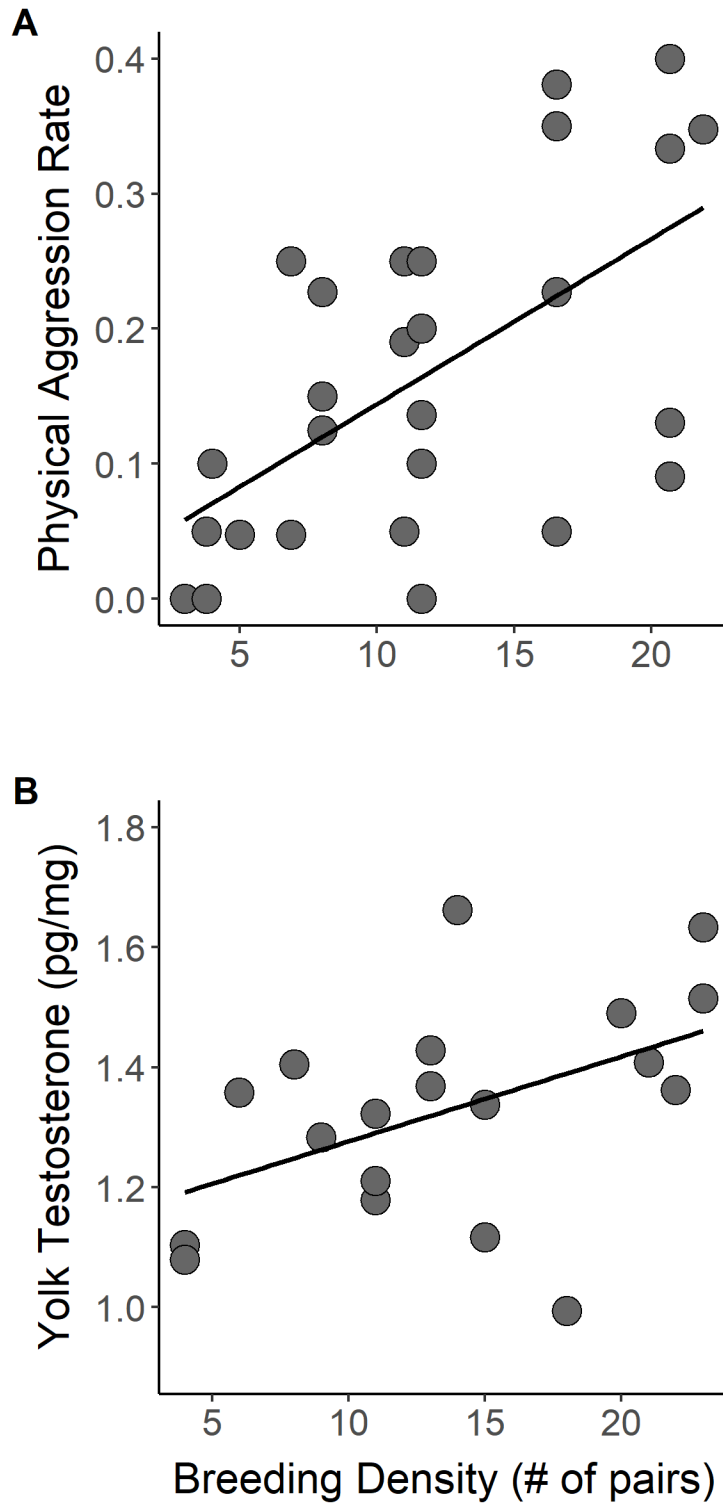 A
Physical Aggression Rate
0.4
0.3
0.2
0.1
0.0
5 10 15 20
B
Yolk Testosterone (pg/mg)
1.8
1.6
1.4
1.2
1.0
5 10 15 20
Breeding Density (# of pairs)